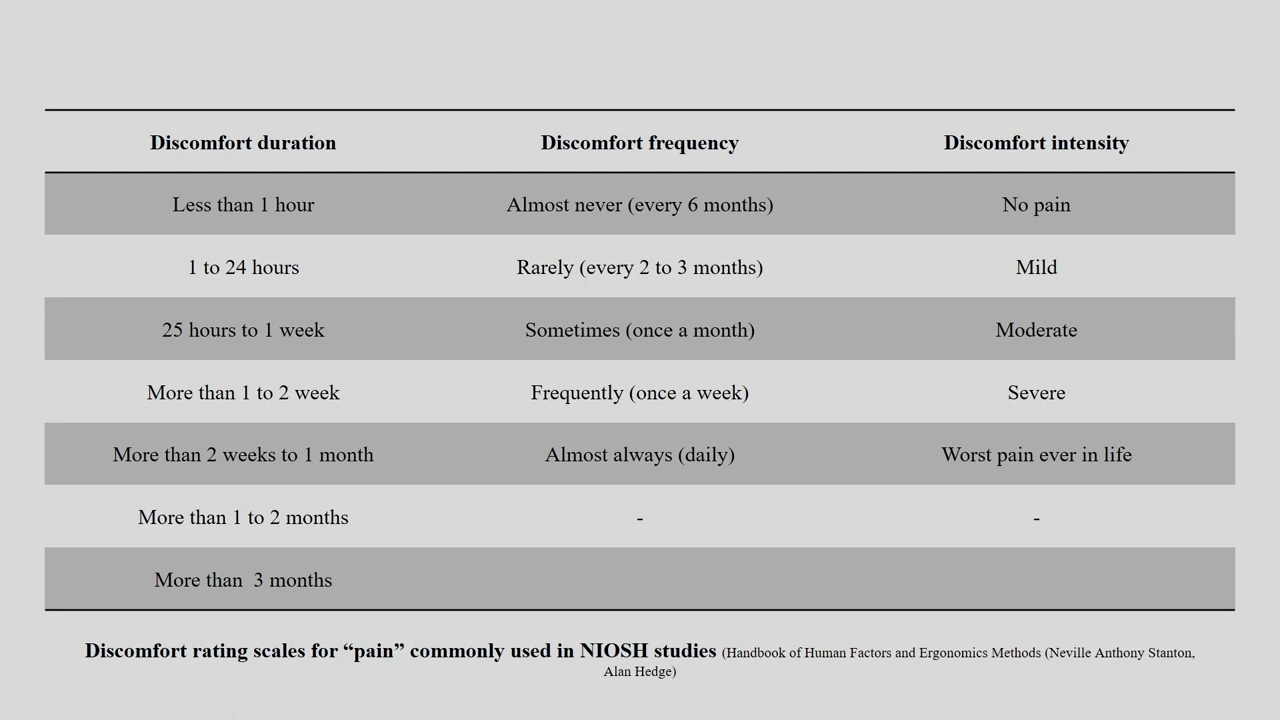 Discomfort duration Discomfort frequency Discomfort intensity
Less than 1 hour Almost never (every 6 months) No pain
1 to 24 hours Rarely (every 2 to 3 months) Mild
25 hours to 1 week Sometimes (once a month) Moderate
More than 1 to 2 week Frequently (once a week) Severe
More than 2 weeks to 1 month Almost always (daily) Worst pain ever in life
More than 1 to 2 months - -
More than  3 months
Discomfort rating scales for “pain” commonly used in NIOSH studies (Handbook of Human Factors and Ergonomics Methods (Neville Anthony Stanton,
Alan Hedge)